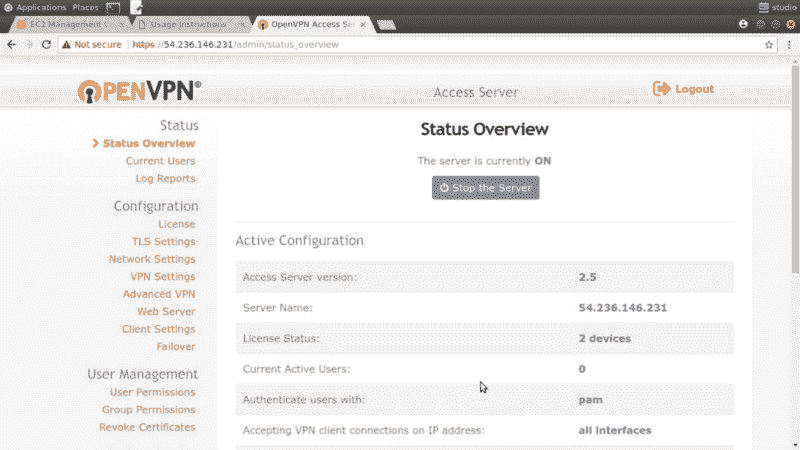 Applications Places studio
EC2 Management C Usage Instructions OpenVPN Access Se
Not secure https://54.236.146.231/admin/status_overview
OPENVPN® Access Server Logout
Status
Status Overview
Current Users
Log Reports
Configuration
License
TLS Settings
Network Settings
VPN Settings
Advanced VPN
Web Server
Client Settings
Failover
User Management
User Permissions
Group Permissions
Revoke Certificates
Status Overview
The server is currently ON
Stop the Server
Active Configuration
Access Server version: 2.5
Server Name: 54.236.146.231
License Status: 2 devices
Current Active Users: 0
Authenticate users with: pam
Accepting VPN client connections on IP address: all interfaces